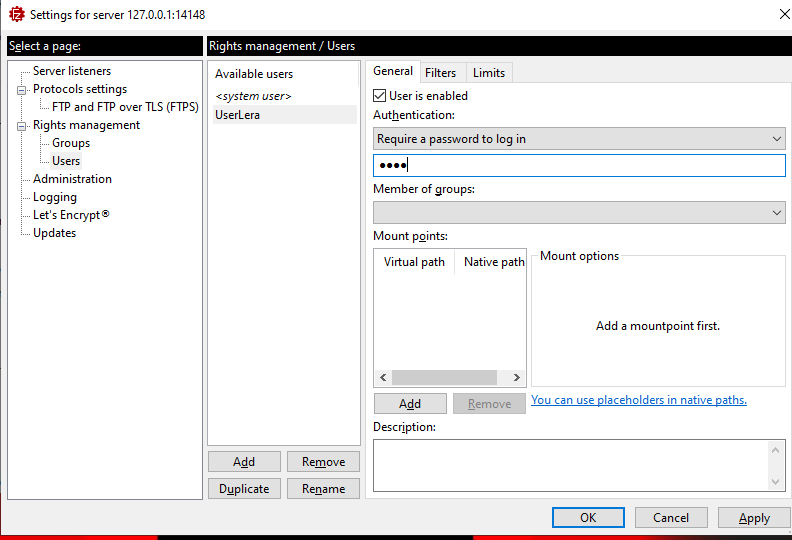 Settings for server 127.0.0.1:14148
Select a page:
Server listeners
Protocols settings
FTP and FTP over TLS (FTPS)
Rights management
Groups
Users
Administration
Logging
Let's Encrypt®
Updates
Rights management / Users
Available users
<system user>
UserLera
Add Remove
Duplicate Rename
General Filters Limits
User is enabled
Authentication:
Require a password to log in
••••
Member of groups:
Mount points:
Virtual path Native path
Mount options
Add a mountpoint first.
Add Remove
You can use placeholders in native paths.
Description:
OK Cancel Apply